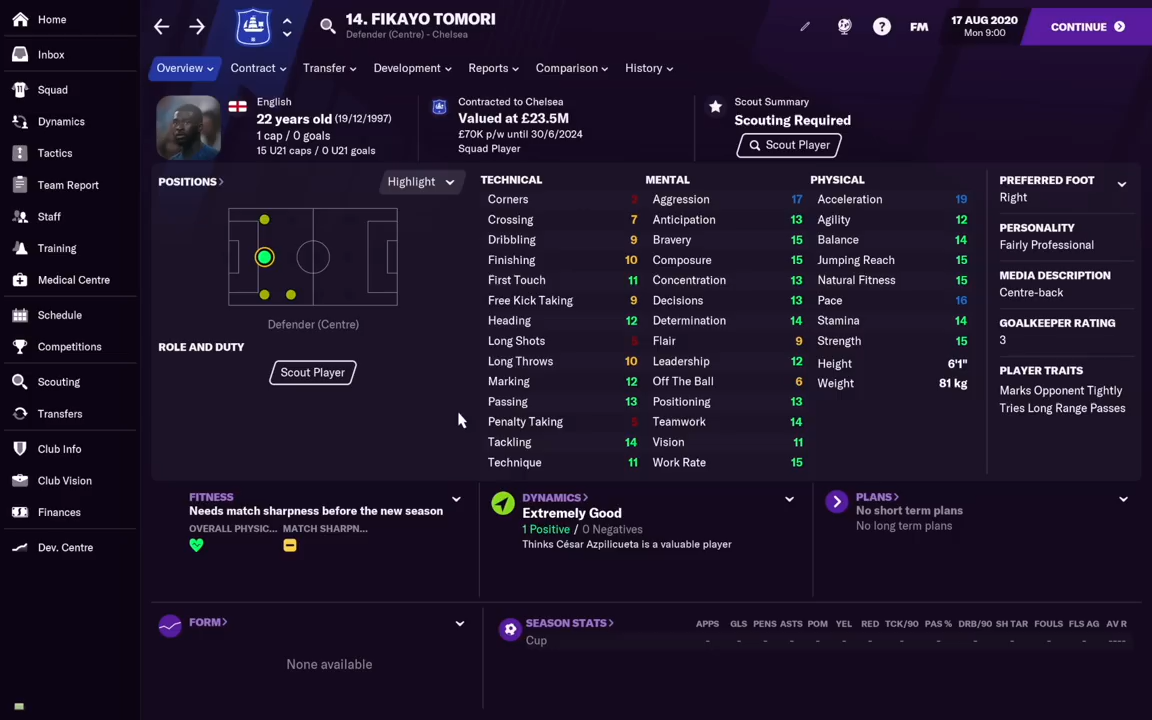 Home
Inbox
Squad
Dynamics
Tactics
Team Report
Staff
Training
Medical Centre
Schedule
Competitions
Scouting
Transfers
Club Info
Club Vision
Finances
Dev. Centre
14. FIKAYO TOMORI
Defender (Centre) - Chelsea
FM
17 AUG 2020
Mon 9:00
CONTINUE
Overview
Contract
Transfer
Development
Reports
Comparison
History
English
22 years old (19/12/1997)
1 cap / 0 goals
15 U21 caps / 0 U21 goals
Contracted to Chelsea
Valued at £23.5M
£70K p/w until 30/6/2024
Squad Player
Scout Summary
Scouting Required
Scout Player
POSITIONS
Highlight
Defender (Centre)
ROLE AND DUTY
Scout Player
TECHNICAL
Corners 2
Crossing 7
Dribbling 9
Finishing 10
First Touch 11
Free Kick Taking 9
Heading 12
Long Shots 5
Long Throws 10
Marking 12
Passing 13
Penalty Taking 5
Tackling 14
Technique 11
MENTAL
Aggression 17
Anticipation 13
Bravery 15
Composure 15
Concentration 13
Decisions 13
Determination 14
Flair 9
Leadership 12
Off The Ball 6
Positioning 13
Teamwork 14
Vision 11
Work Rate 15
PHYSICAL
Acceleration 19
Agility 12
Balance 14
Jumping Reach 15
Natural Fitness 15
Pace 16
Stamina 14
Strength 15
Height 6'1"
Weight 81 kg
PREFERRED FOOT
Right
PERSONALITY
Fairly Professional
MEDIA DESCRIPTION
Centre-back
GOALKEEPER RATING
3
PLAYER TRAITS
Marks Opponent Tightly
Tries Long Range Passes
FITNESS
Needs match sharpness before the new season
OVERALL PHYSIC... MATCH SHARPN...
DYNAMICS
Extremely Good
1 Positive / 0 Negatives
Thinks César Azpilicueta is a valuable player
PLANS
No short term plans
No long term plans
FORM
None available
SEASON STATS
APPS GLS PENS ASTS POM YEL RED TCK/90 PAS % DRB/90 SH TAR FOULS FLS AG AV R
Cup - - - - - - - - - - - - - ----